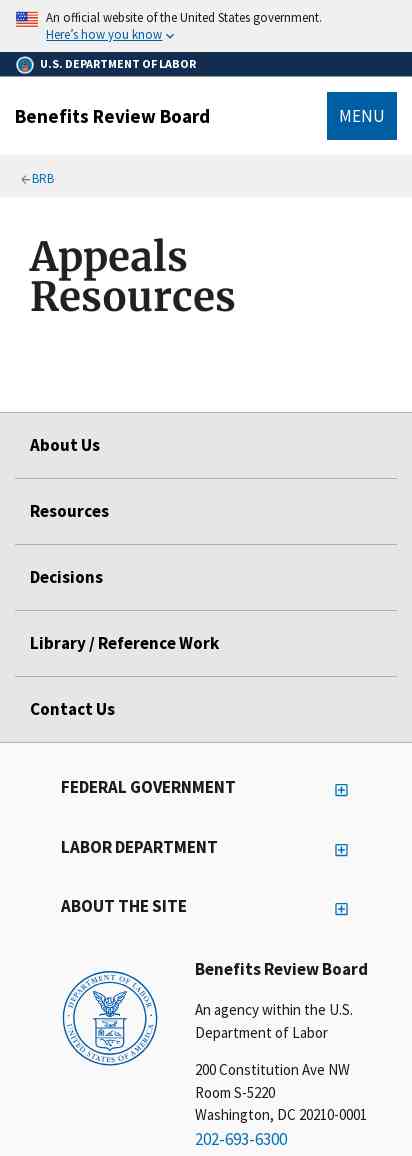 An official website of the United States government.
Here's how you know
U.S. DEPARTMENT OF LABOR
Benefits Review Board
MENU
BRB
Appeals
Resources
About Us
Resources
Decisions
Library / Reference Work
Contact Us
FEDERAL GOVERNMENT
LABOR DEPARTMENT
ABOUT THE SITE
DEPARTMENT OF LABOR
UNITED STATES OF AMERICA
Benefits Review Board
An agency within the U.S.
Department of Labor
200 Constitution Ave NW
Room S-5220
Washington, DC 20210-0001
202-693-6300